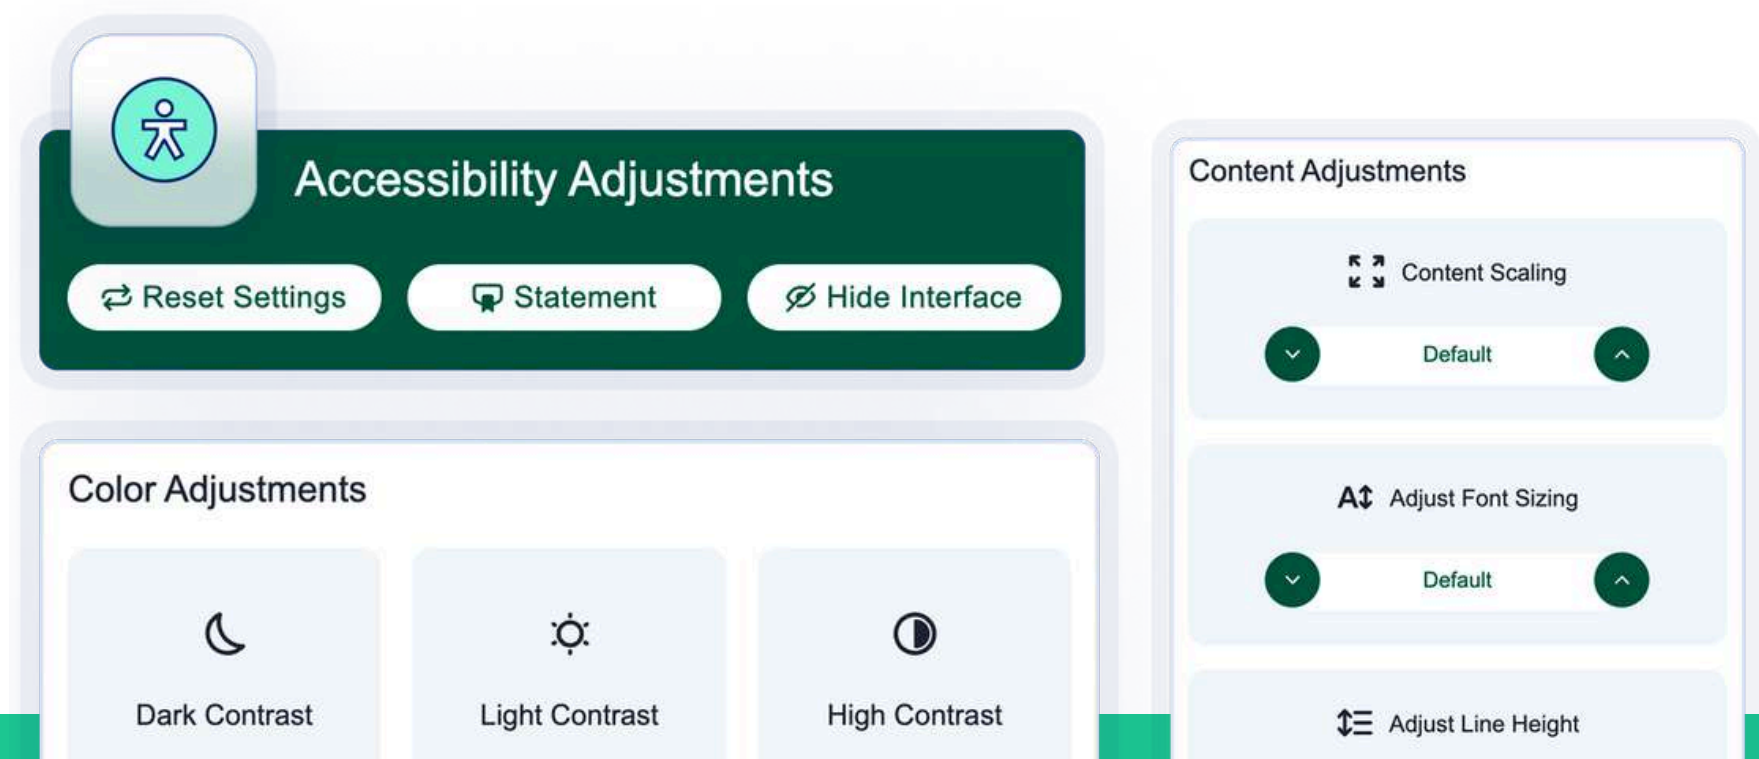 Accessibility Adjustments
Reset Settings
Statement
Hide Interface
Color Adjustments
Dark Contrast
Light Contrast
High Contrast
Content Adjustments
Content Scaling
Default
Adjust Font Sizing
Default
Adjust Line Height